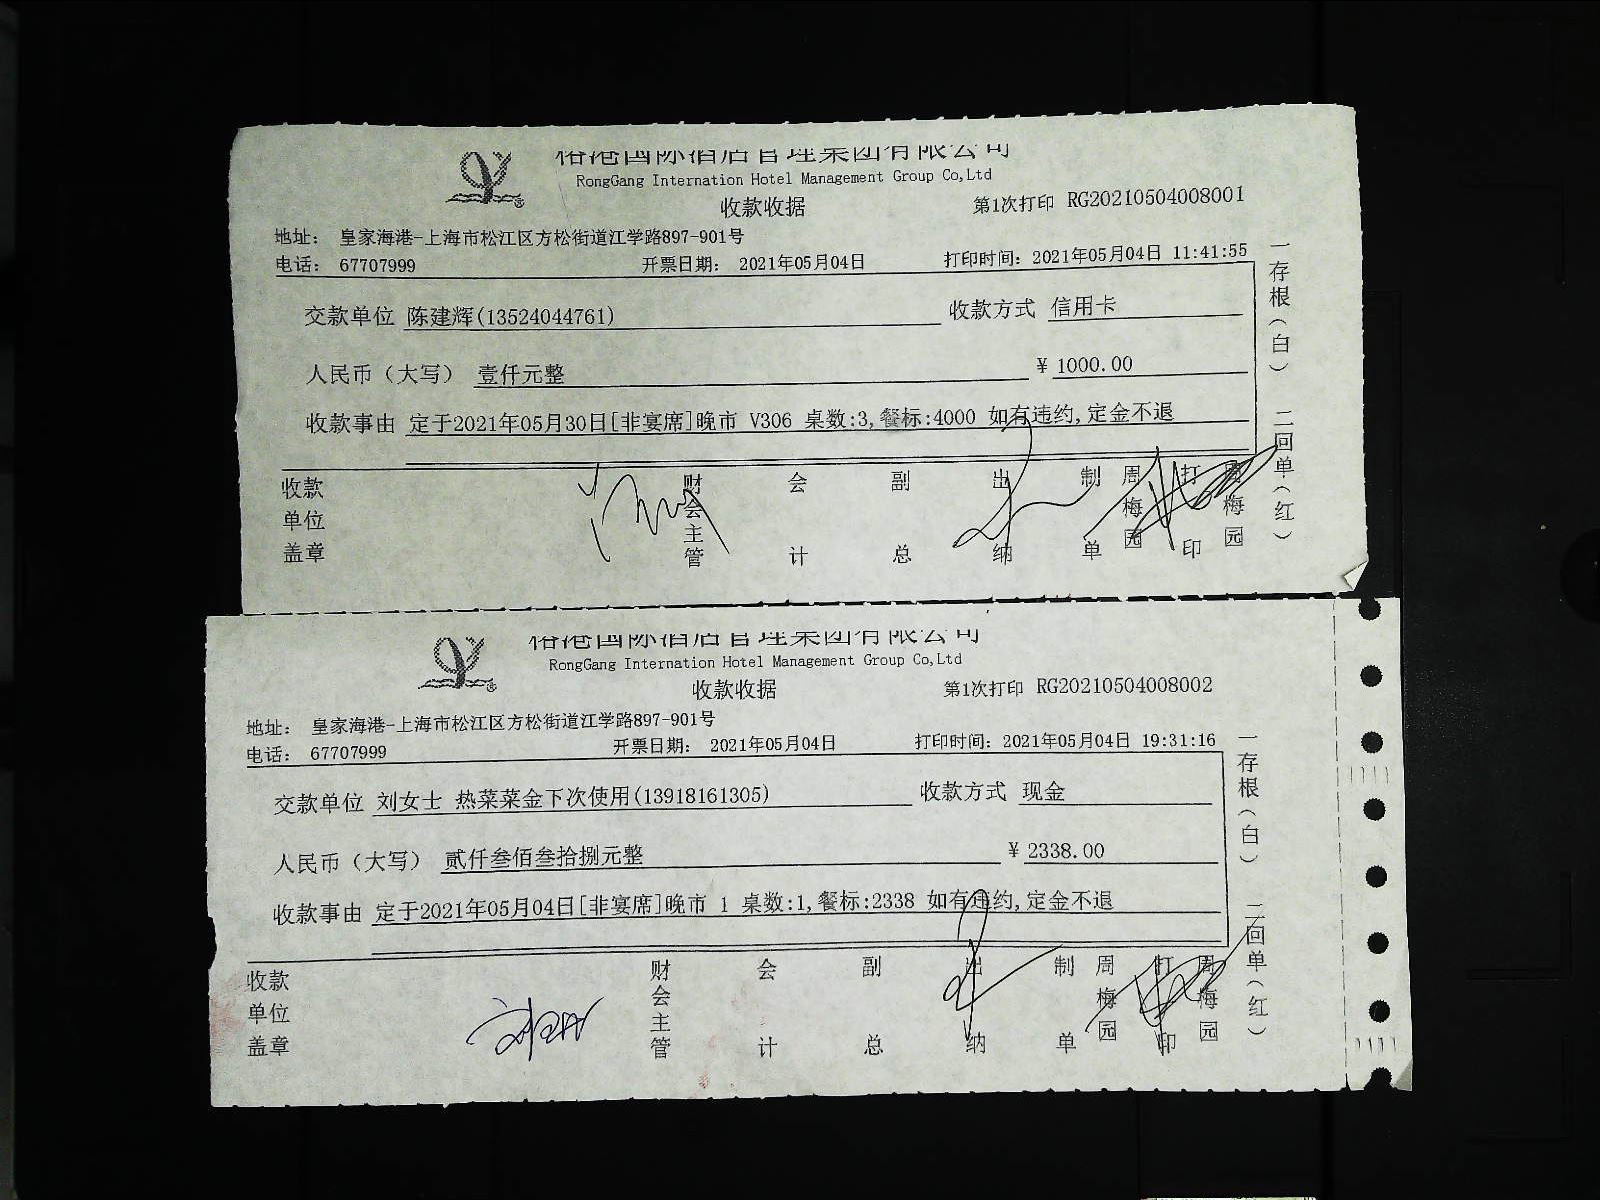 裕港国际酒店管理集团有限公司
RongGang Internation Hotel Management Group Co,Ltd
收款收据
第1次打印 RG20210504008001
地址： 皇家海港-上海市松江区方松街道江学路897-901号
电话： 67707999 开票日期： 2021年05月04日 打印时间：2021年05月04日 11:41:55
交款单位 陈建辉(13524044761) 收款方式 信用卡
人民币（大写） 壹仟元整 ￥1000.00
收款事由 定于2021年05月30日[非宴席]晚市 V306 桌数:3,餐标:4000 如有违约,定金不退
收款单位盖章 财会主管 会计 副总 出纳 制单 周梅园 打印 周梅园
一存根（白） 二回单（红）
裕港国际酒店管理集团有限公司
RongGang Internation Hotel Management Group Co,Ltd
收款收据
第1次打印 RG20210504008002
地址： 皇家海港-上海市松江区方松街道江学路897-901号
电话： 67707999 开票日期： 2021年05月04日 打印时间：2021年05月04日 19:31:16
交款单位 刘女士 热菜菜金下次使用(13918161305) 收款方式 现金
人民币（大写） 贰仟叁佰叁拾捌元整 ￥2338.00
收款事由 定于2021年05月04日[非宴席]晚市 1 桌数:1,餐标:2338 如有违约,定金不退
收款单位盖章 财会主管 会计 副总 出纳 制单 周梅园 打印 周梅园
一存根（白） 二回单（红）